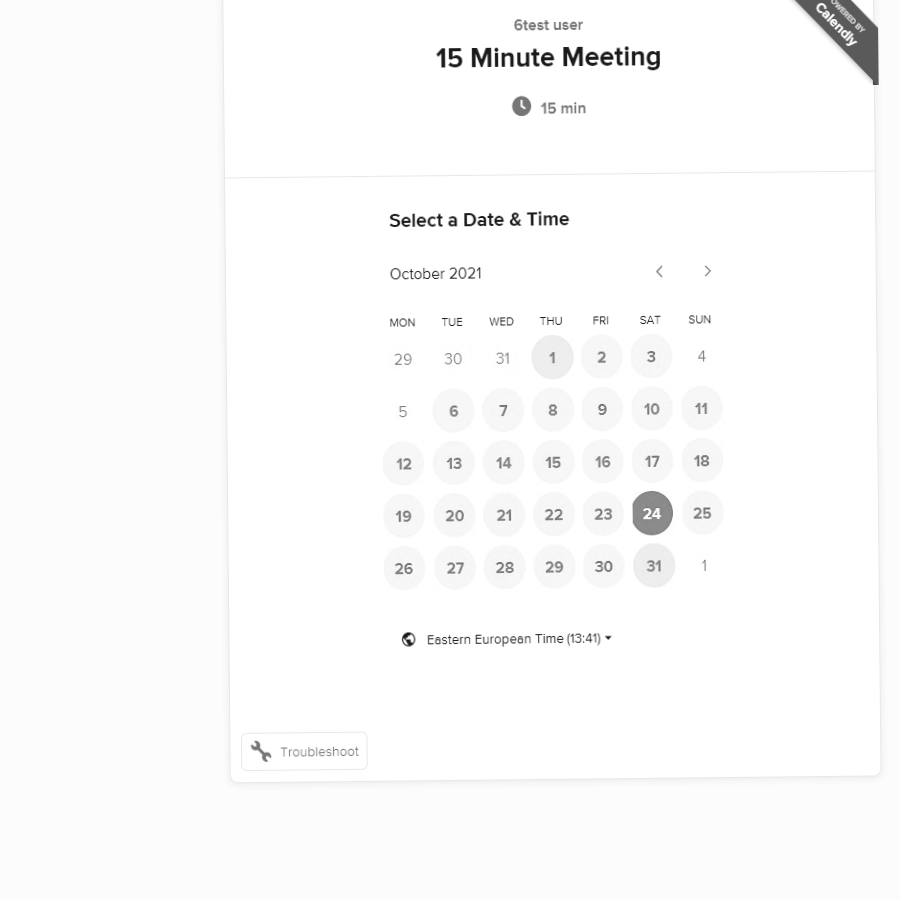 6test user
15 Minute Meeting
15 min
POWERED BY
Calendly
Select a Date & Time
October 2021
MON TUE WED THU FRI SAT SUN
29 30 31 1 2 3 4
5 6 7 8 9 10 11
12 13 14 15 16 17 18
19 20 21 22 23 24 25
26 27 28 29 30 31 1
Eastern European Time (13:41)
Troubleshoot